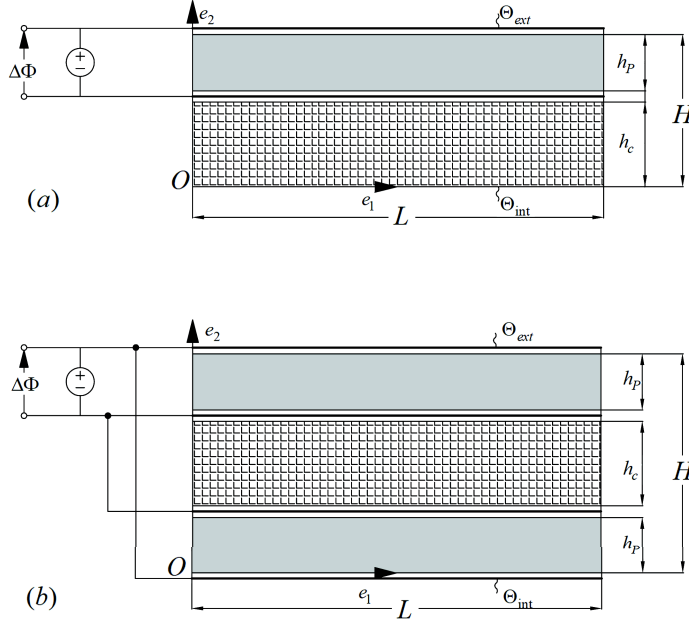 e2
Θext
+
−
ΔΦ
hP
H
hc
O
e1
Θint
L
(a)
e2
Θext
+
−
ΔΦ
hP
hc
H
hP
O
e1
Θint
L
(b)